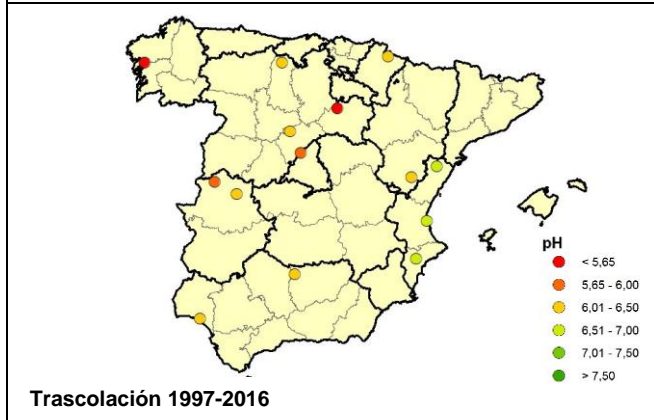 pH
< 5,65
5,65 - 6,00
6,01 - 6,50
6,51 - 7,00
7,01 - 7,50
> 7,50
Trascolación 1997-2016